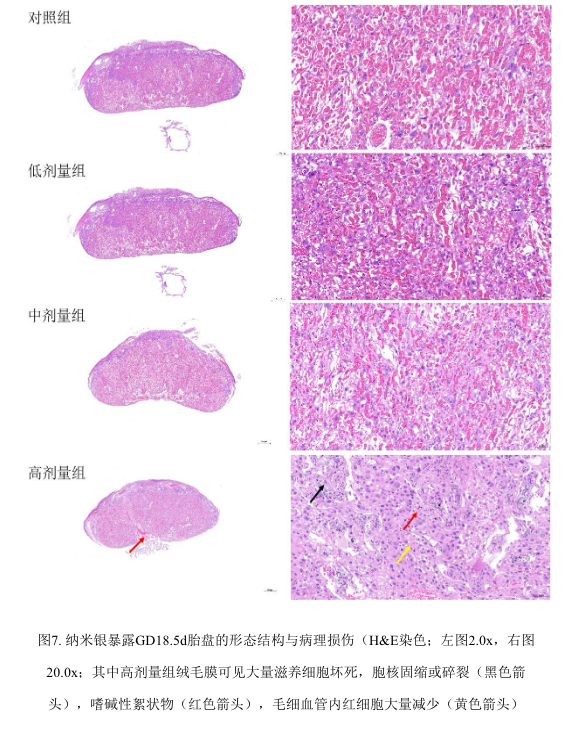 对照组
低剂量组
中剂量组
高剂量组
图7. 纳米银暴露GD18.5d胎盘的形态结构与病理损伤（H&E染色；左图2.0x，右图
20.0x；其中高剂量组绒毛膜可见大量滋养细胞坏死，胞核固缩或碎裂（黑色箭
头），嗜碱性絮状物（红色箭头），毛细血管内红细胞大量减少（黄色箭头）